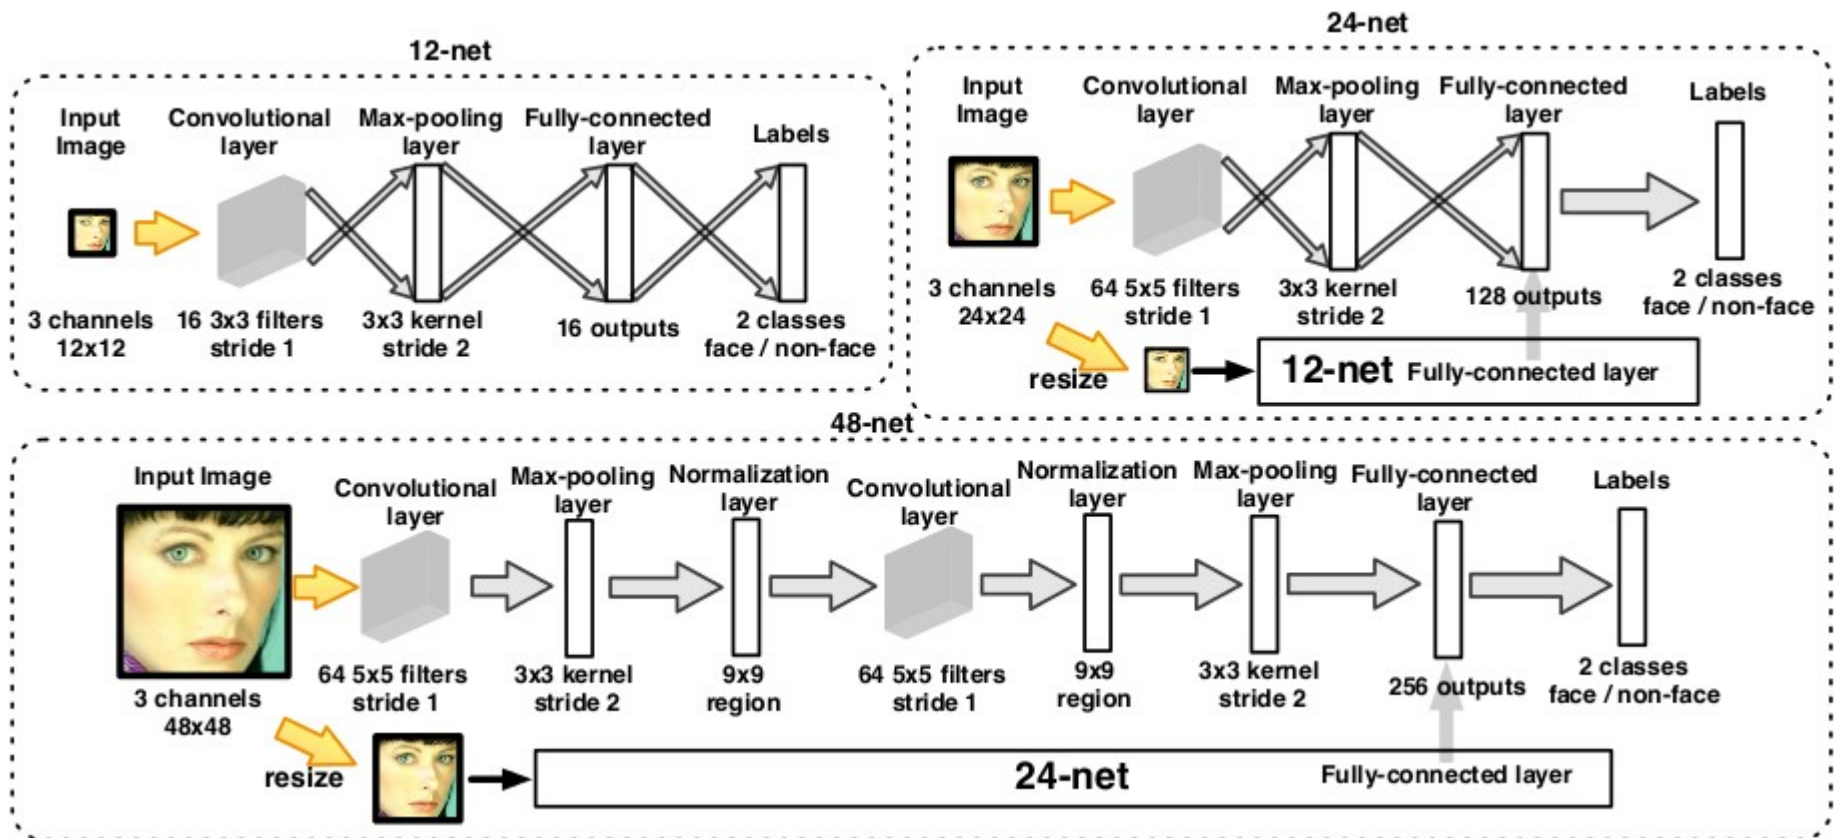 12-net
Input
Image
Convolutional
layer
Max-pooling
layer
Fully-connected
layer
Labels
3 channels
12x12
16 3x3 filters
stride 1
3x3 kernel
stride 2
16 outputs
2 classes
face / non-face
24-net
Input
Image
Convolutional
layer
Max-pooling
layer
Fully-connected
layer
Labels
3 channels
24x24
64 5x5 filters
stride 1
3x3 kernel
stride 2
128 outputs
2 classes
face / non-face
resize
12-net Fully-connected layer
48-net
Input Image
Convolutional
layer
Max-pooling
layer
Normalization
layer
Convolutional
layer
Normalization
layer
Max-pooling
layer
Fully-connected
layer
Labels
3 channels
48x48
64 5x5 filters
stride 1
3x3 kernel
stride 2
9x9
region
64 5x5 filters
stride 1
9x9
region
3x3 kernel
stride 2
256 outputs
2 classes
face / non-face
resize
24-net Fully-connected layer